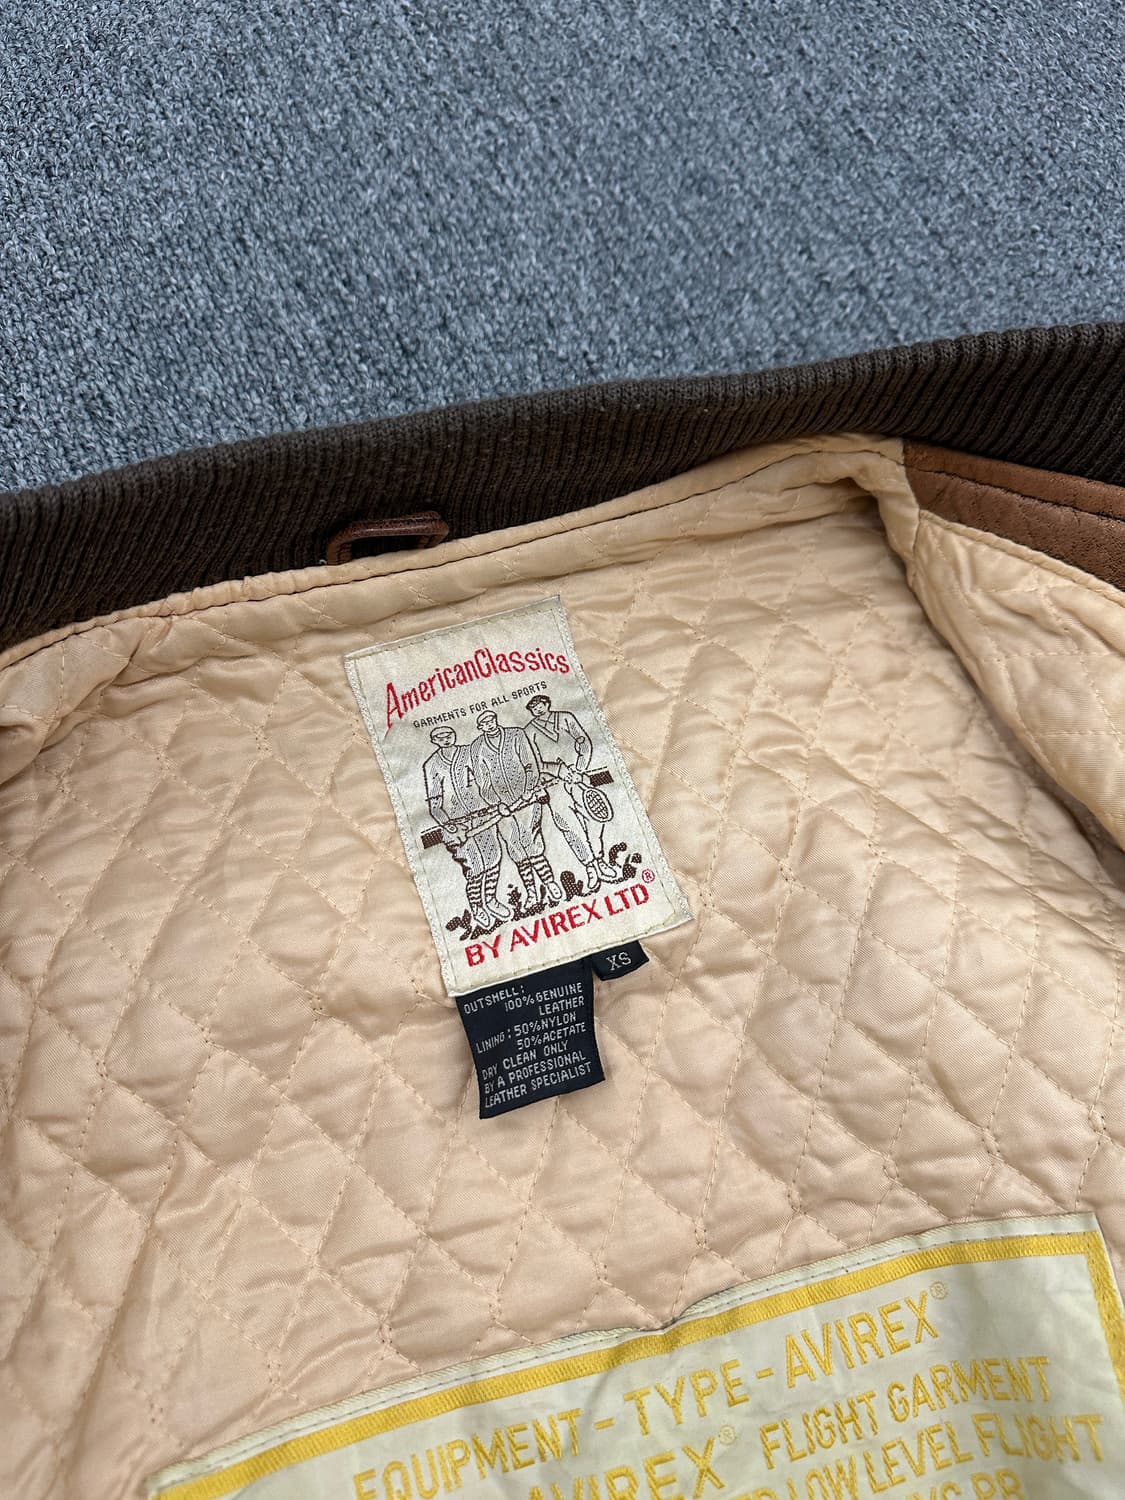 AmericanClassics
GARMENTS FOR ALL SPORTS
A
BY AVIREX LTD®
XS
OUTSHELL:
100% GENUINE
LEATHER
LINING: 50% NYLON
50% ACETATE
DRY CLEAN ONLY
BY A PROFESSIONAL
LEATHER SPECIALIST
EQUIPMENT - TYPE - AVIREX®
AVIREX® FLIGHT GARMENT
LOW LEVEL FLIGHT